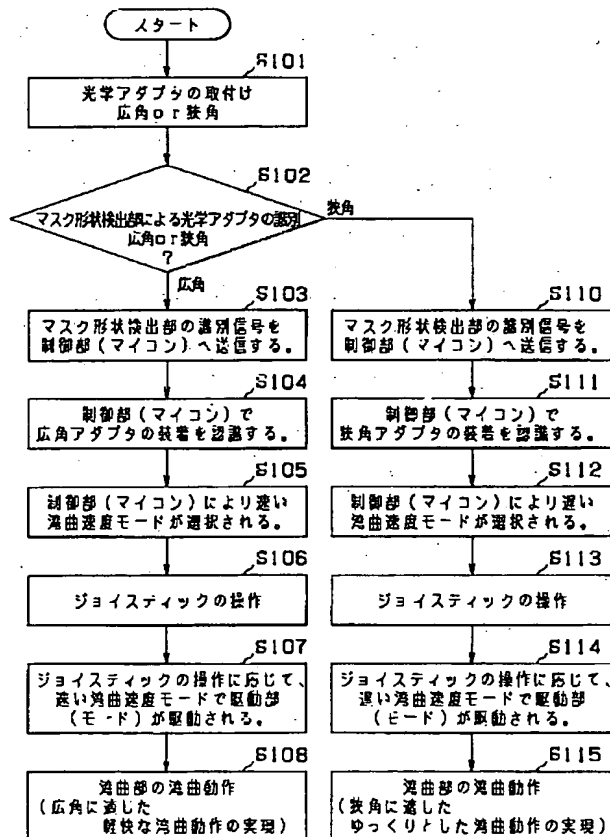 スタート
S101
光学アダプタの取付け
広角or狭角
S102
マスク形状検出部による光学アダプタの識別
広角or狭角
?
狭角
広角
S103
マスク形状検出部の識別信号を
制御部(マイコン)へ送信する。
S104
制御部(マイコン)で
広角アダプタの装着を認識する。
S105
制御部(マイコン)により速い
湾曲速度モードが選択される。
S106
ジョイスティックの操作
S107
ジョイスティックの操作に応じて、
速い湾曲速度モードで駆動部
(モード)が駆動される。
S108
湾曲部の湾曲動作
(広角に適した
軽快な湾曲動作の実現)
S110
マスク形状検出部の識別信号を
制御部(マイコン)へ送信する。
S111
制御部(マイコン)で
狭角アダプタの装着を認識する。
S112
制御部(マイコン)により遅い
湾曲速度モードが選択される。
S113
ジョイスティックの操作
S114
ジョイスティックの操作に応じて、
遅い湾曲速度モードで駆動部
(モード)が駆動される。
S115
湾曲部の湾曲動作
(狭角に適した
ゆっくりとした湾曲動作の実現)